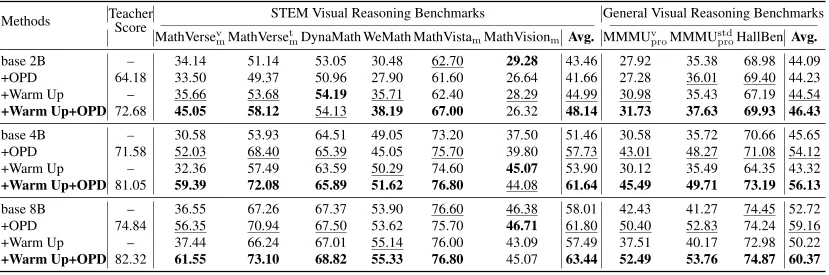 Methods Teacher Score STEM Visual Reasoning Benchmarks General Visual Reasoning Benchmarks
MathVerse^v_m MathVerse^t_m DynaMath WeMath MathVista_m MathVision_m Avg. MMMU^v_pro MMMU^std_pro HallBen Avg.
base 2B – 34.14 51.14 53.05 30.48 62.70 29.28 43.46 27.92 35.38 68.98 44.09
+OPD 64.18 33.50 49.37 50.96 27.90 61.60 26.64 41.66 27.28 36.01 69.40 44.23
+Warm Up – 35.66 53.68 54.19 35.71 62.40 28.29 44.99 30.98 35.43 67.19 44.54
+Warm Up+OPD 72.68 45.05 58.12 54.13 38.19 67.00 26.32 48.14 31.73 37.63 69.93 46.43
base 4B – 30.58 53.93 64.51 49.05 73.20 37.50 51.46 30.58 35.72 70.66 45.65
+OPD 71.58 52.03 68.40 65.39 45.05 75.70 39.80 57.73 43.01 48.27 71.08 54.12
+Warm Up – 32.36 57.49 63.59 50.29 74.60 45.07 53.90 30.12 35.49 64.35 43.32
+Warm Up+OPD 81.05 59.39 72.08 65.89 51.62 76.80 44.08 61.64 45.49 49.71 73.19 56.13
base 8B – 36.55 67.26 67.37 53.90 76.60 46.38 58.01 42.43 41.27 74.45 52.72
+OPD 74.84 56.35 70.94 67.50 53.62 75.70 46.71 61.80 50.40 52.83 74.24 59.16
+Warm Up – 37.44 66.24 67.01 55.14 76.00 43.09 57.49 37.51 40.17 72.98 50.22
+Warm Up+OPD 82.32 61.55 73.10 68.82 55.33 76.80 45.07 63.44 52.49 53.76 74.87 60.37